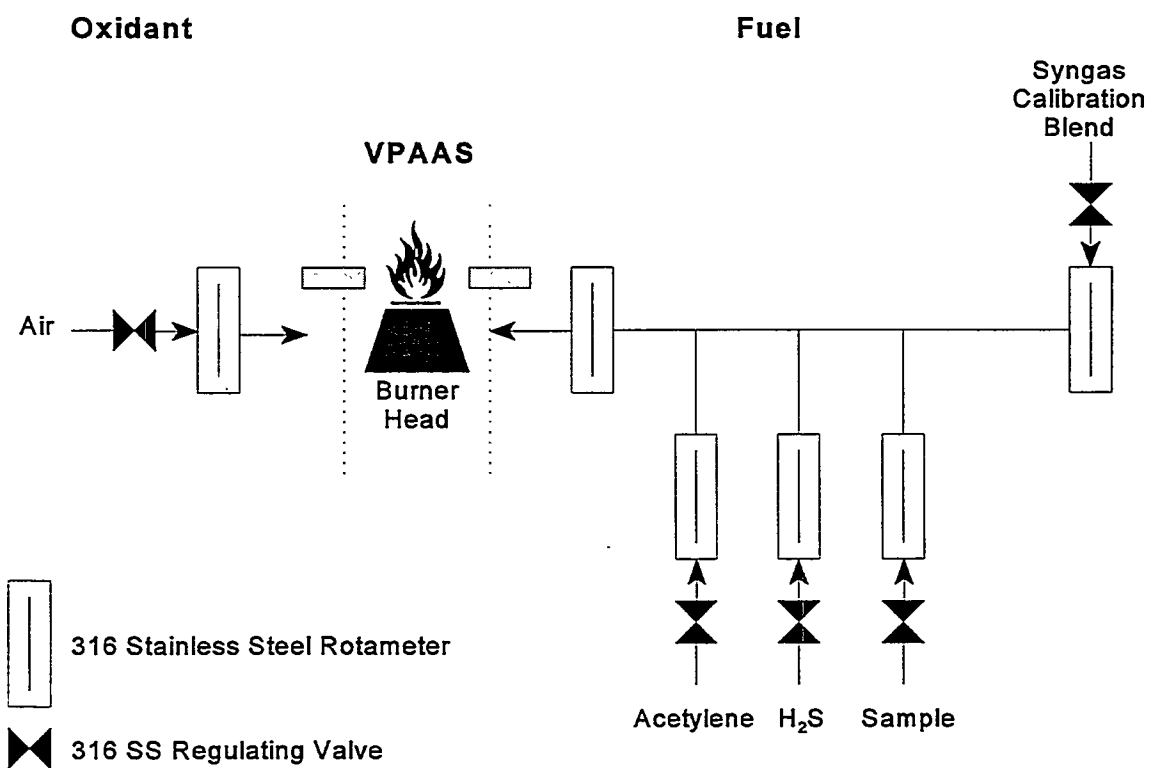 Oxidant
Fuel
Syngas
Calibration
Blend
VPAAS
Air
Burner
Head
316 Stainless Steel Rotameter
Acetylene
H₂S
Sample
316 SS Regulating Valve